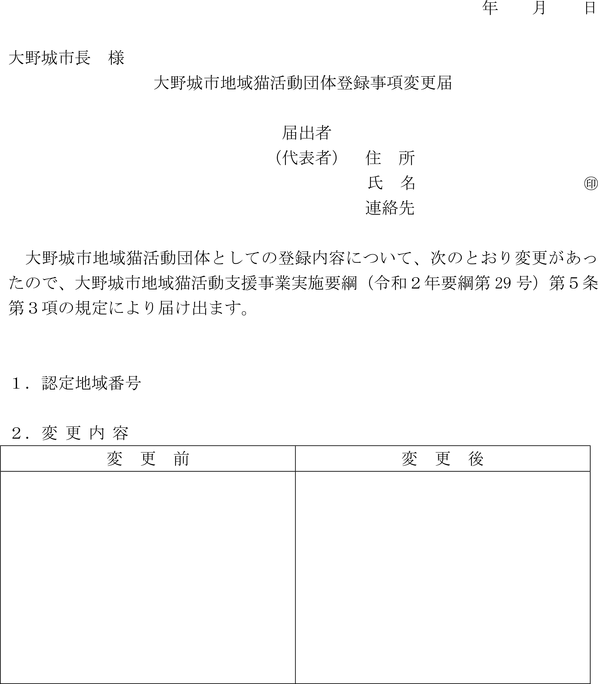 年　　月　　日
大野城市長　様
大野城市地域猫活動団体登録事項変更届
届出者
（代表者）　住　所
氏　名　　　　　　　　　　㊞
連絡先
　大野城市地域猫活動団体としての登録内容について、次のとおり変更があっ
たので、大野城市地域猫活動支援事業実施要綱（令和２年要綱第 29 号）第５条
第３項の規定により届け出ます。
１．認定地域番号
２．変 更 内 容
変　更　前　　　　変　更　後